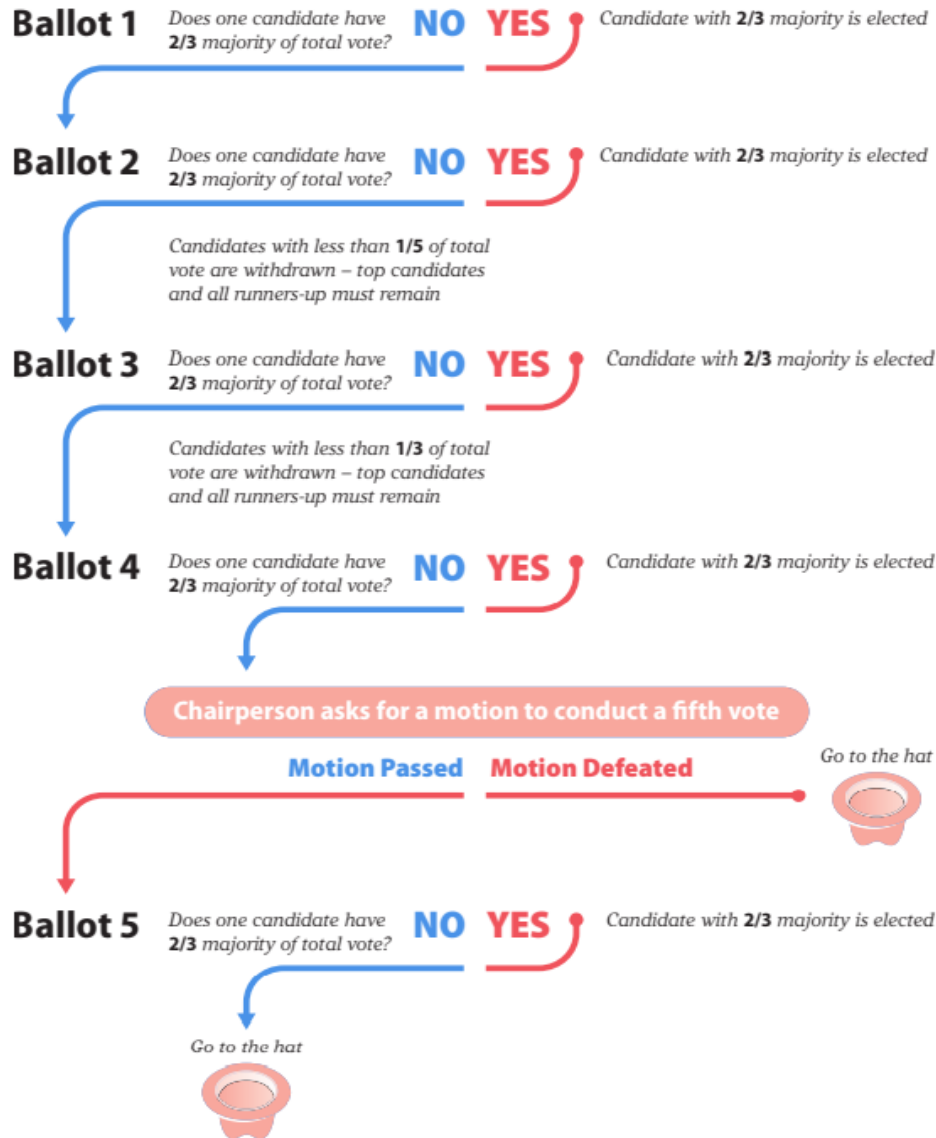 Ballot 1
Does one candidate have
2/3 majority of total vote?
NO YES
Candidate with 2/3 majority is elected
Ballot 2
Does one candidate have
2/3 majority of total vote?
NO YES
Candidate with 2/3 majority is elected
Candidates with less than 1/5 of total
vote are withdrawn – top candidates
and all runners-up must remain
Ballot 3
Does one candidate have
2/3 majority of total vote?
NO YES
Candidate with 2/3 majority is elected
Candidates with less than 1/3 of total
vote are withdrawn – top candidates
and all runners-up must remain
Ballot 4
Does one candidate have
2/3 majority of total vote?
NO YES
Candidate with 2/3 majority is elected
Chairperson asks for a motion to conduct a fifth vote
Motion Passed Motion Defeated
Go to the hat
Ballot 5
Does one candidate have
2/3 majority of total vote?
NO YES
Candidate with 2/3 majority is elected
Go to the hat